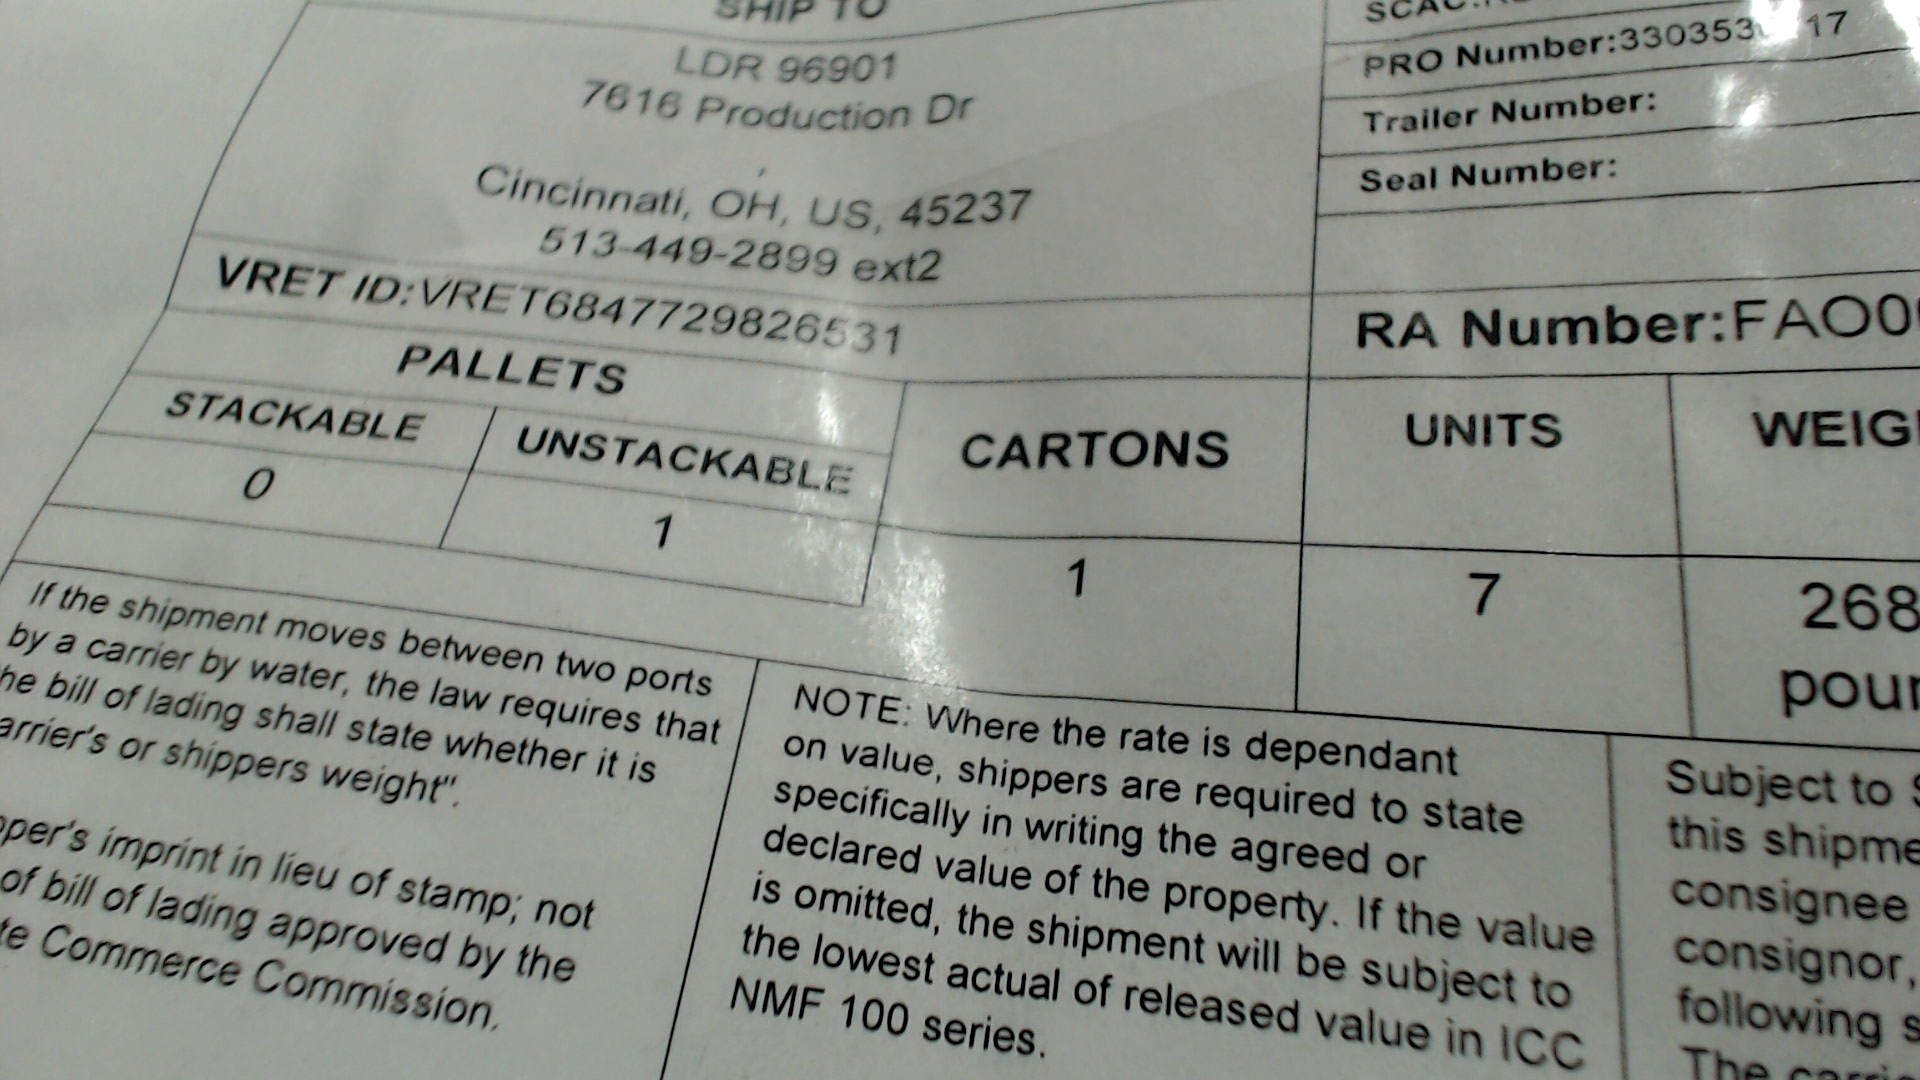 SHIP TO
LDR 96901
7616 Production Dr
Cincinnati, OH, US, 45237
513-449-2899 ext2
PRO Number:330353 17
Trailer Number:
Seal Number:
VRET ID:VRET6847729826531
RA Number:FAO0
PALLETS
STACKABLE
UNSTACKABLE
CARTONS
UNITS
0
1
1
7
268
If the shipment moves between two ports
by a carrier by water, the law requires that
bill of lading shall state whether it is
or shippers weight".
imprint in lieu of stamp; not
of bill of lading approved by the
Commerce Commission.
NOTE: Where the rate is dependant
on value, shippers are required to state
specifically in writing the agreed or
declared value of the property. If the value
is omitted, the shipment will be subject to
the lowest actual of released value in ICC
NMF 100 series.
Subject to
this
consignee
consignor,
following
The